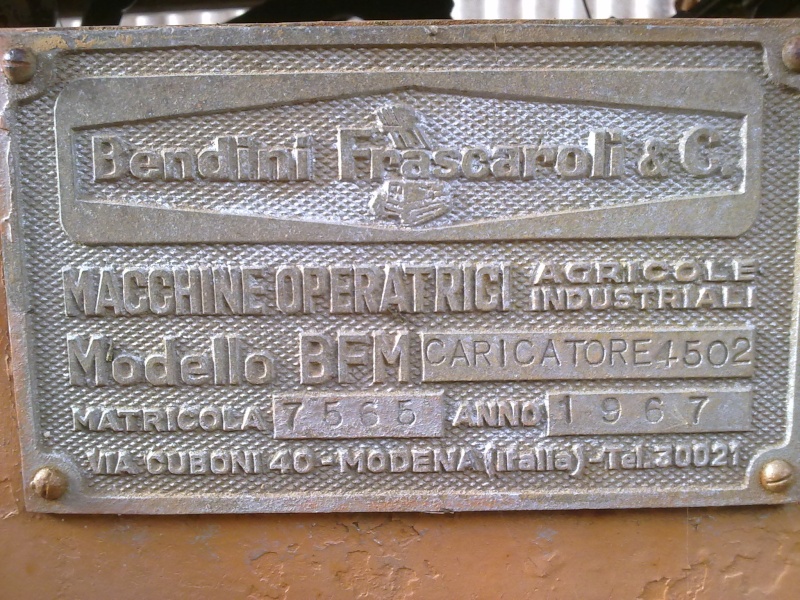 Bendini Frascaroli & C.
MACCHINE OPERATRICI AGRICOLE INDUSTRIALI
Modello BFM CARICATORE 4502
MATRICOLA 7565 ANNO 1967
VIA CUBONI 40 - MODENA (Italia) - Tel. 30021